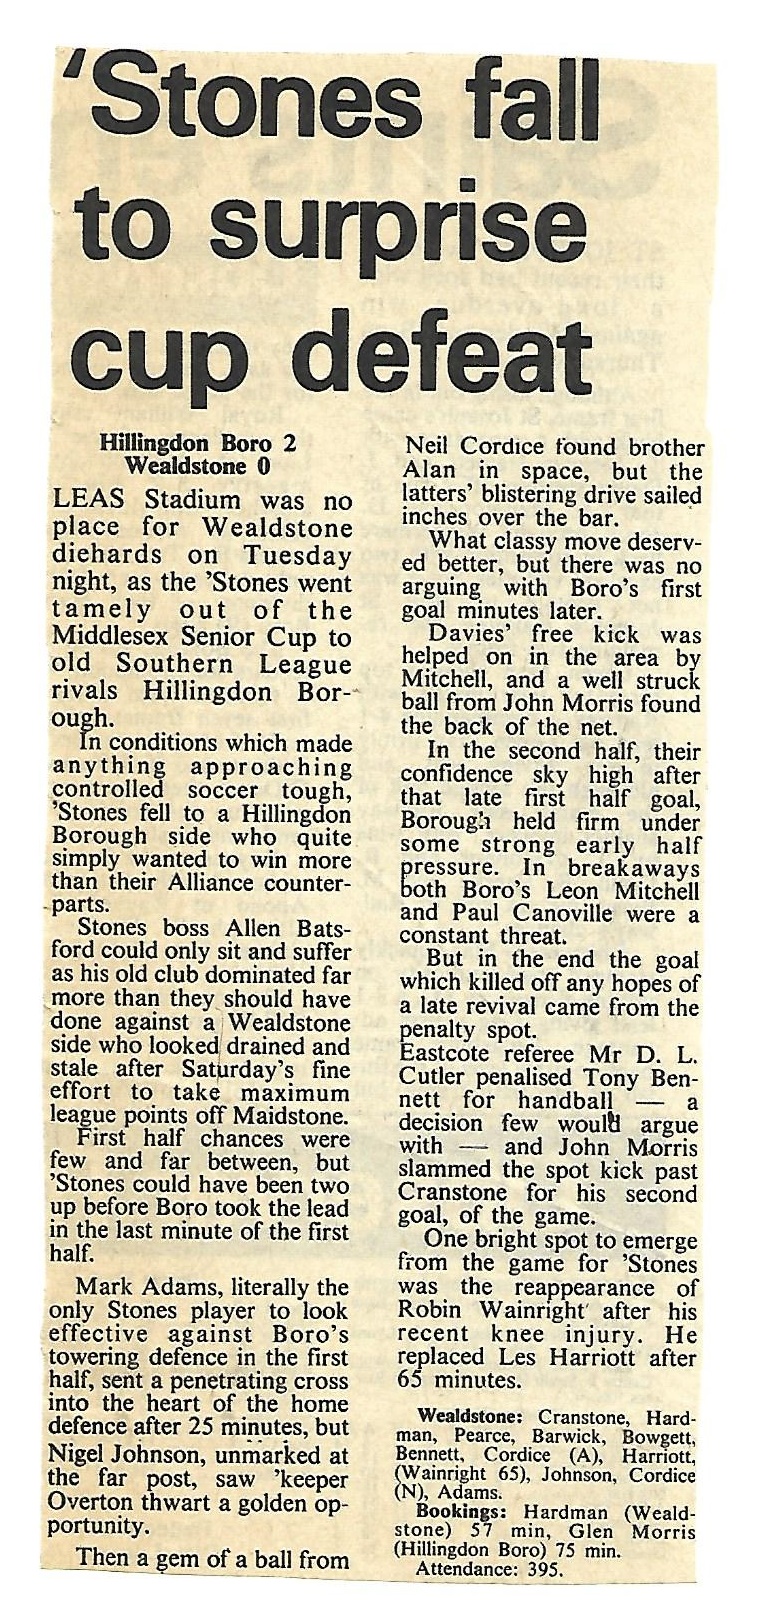 'Stones fall
to surprise
cup defeat
Hillingdon Boro 2
Wealdstone 0
LEAS Stadium was no
place for Wealdstone
diehards on Tuesday
night, as the 'Stones went
tamely out of the
Middlesex Senior Cup to
old Southern League
rivals Hillingdon Bor-
ough.
In conditions which made
anything approaching
controlled soccer tough,
'Stones fell to a Hillingdon
Borough side who quite
simply wanted to win more
than their Alliance counter-
parts.
Stones boss Allen Bats-
ford could only sit and suffer
as his old club dominated far
more than they should have
done against a Wealdstone
side who looked drained and
stale after Saturday's fine
effort to take maximum
league points off Maidstone.
First half chances were
few and far between, but
'Stones could have been two
up before Boro took the lead
in the last minute of the first
half.
Mark Adams, literally the
only Stones player to look
effective against Boro's
towering defence in the first
half, sent a penetrating cross
into the heart of the home
defence after 25 minutes, but
Nigel Johnson, unmarked at
the far post, saw 'keeper
Overton thwart a golden op-
portunity.
Then a gem of a ball from
Neil Cordice found brother
Alan in space, but the
latters' blistering drive sailed
inches over the bar.
What classy move deserv-
ed better, but there was no
arguing with Boro's first
goal minutes later.
Davies' free kick was
helped on in the area by
Mitchell, and a well struck
ball from John Morris found
the back of the net.
In the second half, their
confidence sky high after
that late first half goal,
Borough held firm under
some strong early half
pressure. In breakaways
both Boro's Leon Mitchell
and Paul Canoville were a
constant threat.
But in the end the goal
which killed off any hopes of
a late revival came from the
penalty spot.
Eastcote referee Mr D. L.
Cutler penalised Tony Ben-
nett for handball — a
decision few would argue
with — and John Morris
slammed the spot kick past
Cranstone for his second
goal, of the game.
One bright spot to emerge
from the game for 'Stones
was the reappearance of
Robin Wainright after his
recent knee injury. He
replaced Les Harriott after
65 minutes.
Wealdstone: Cranstone, Hard-
man, Pearce, Barwick, Bowgett,
Bennett, Cordice (A), Harriott,
(Wainright 65), Johnson, Cordice
(N), Adams.
Bookings: Hardman (Weald-
stone) 57 min, Glen Morris
(Hillingdon Boro) 75 min.
Attendance: 395.